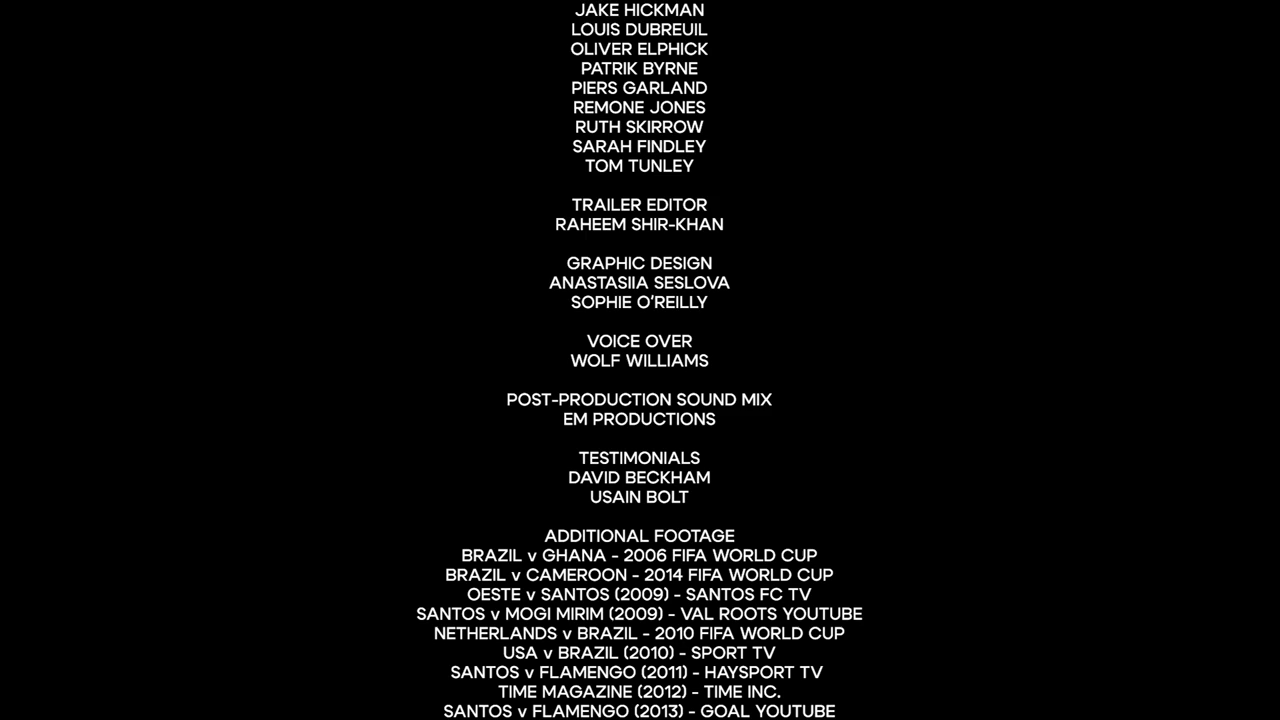 JAKE HICKMAN
LOUIS DUBREUIL
OLIVER ELPHICK
PATRIK BYRNE
PIERS GARLAND
REMONE JONES
RUTH SKIRROW
SARAH FINDLEY
TOM TUNLEY
TRAILER EDITOR
RAHEEM SHIR-KHAN
GRAPHIC DESIGN
ANASTASIIA SESLOVA
SOPHIE O'REILLY
VOICE OVER
WOLF WILLIAMS
POST-PRODUCTION SOUND MIX
EM PRODUCTIONS
TESTIMONIALS
DAVID BECKHAM
USAIN BOLT
ADDITIONAL FOOTAGE
BRAZIL v GHANA - 2006 FIFA WORLD CUP
BRAZIL v CAMEROON - 2014 FIFA WORLD CUP
OESTE v SANTOS (2009) - SANTOS FC TV
SANTOS v MOGI MIRIM (2009) - VAL ROOTS YOUTUBE
NETHERLANDS v BRAZIL - 2010 FIFA WORLD CUP
USA v BRAZIL (2010) - SPORT TV
SANTOS v FLAMENGO (2011) - HAYSPORT TV
TIME MAGAZINE (2012) - TIME INC.
SANTOS v FLAMENGO (2013) - GOAL YOUTUBE